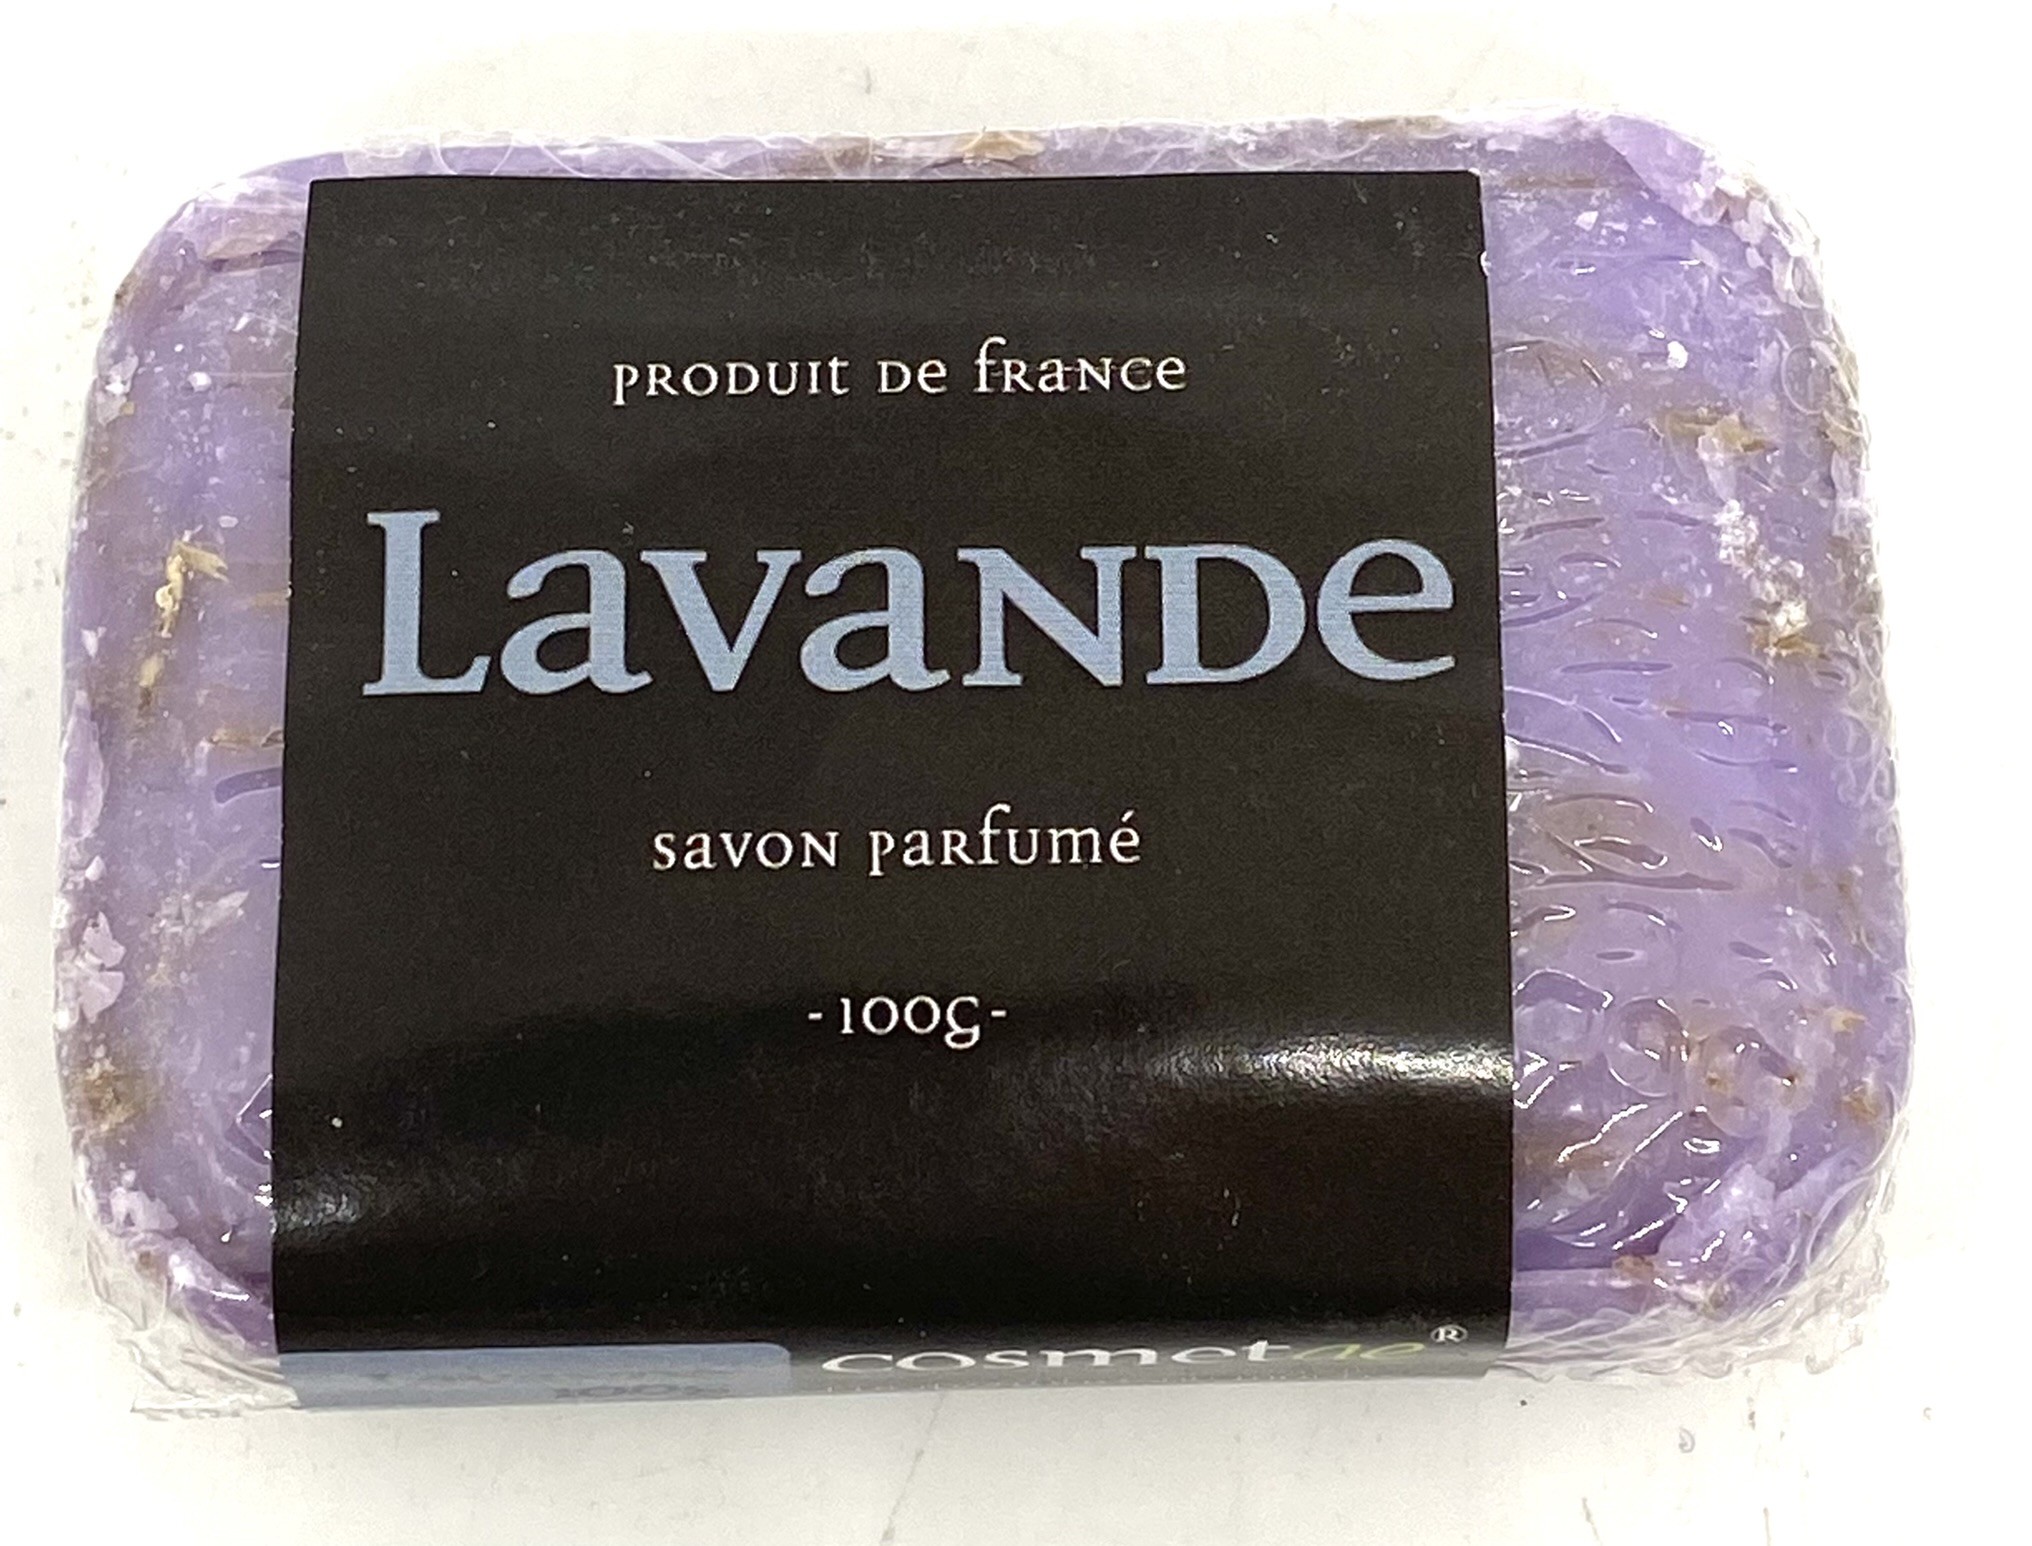 PRODUIT DE FRANCE
LAVANDE
SAVON PARFUMÉ
-100G-
cosmetae®